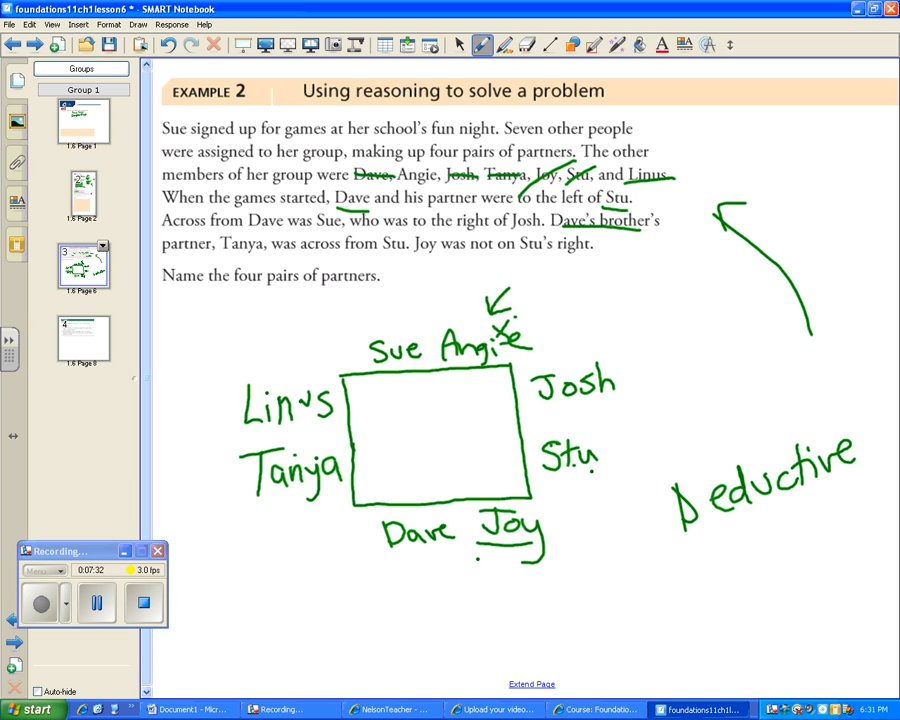 foundations11ch1lesson6 * - SMART Notebook
File Edit View Insert Format Draw Response Help
Groups
Group 1
3
4
1.6 Page 1
1.6 Page 2
1.6 Page 6
1.6 Page 8
EXAMPLE 2 Using reasoning to solve a problem
Sue signed up for games at her school's fun night. Seven other people
were assigned to her group, making up four pairs of partners. The other
members of her group were Dave, Angie, Josh, Tanya, Joy, Stu, and Linus.
When the games started, Dave and his partner were to the left of Stu.
Across from Dave was Sue, who was to the right of Josh. Dave's brother's
partner, Tanya, was across from Stu. Joy was not on Stu's right.
Name the four pairs of partners.
Sue Angie
Linus
Josh
Tanya
Stu
Dave Joy
Deductive
Recording...
Menu
0:07:32
3.0 fps
Auto-hide
Extend Page
start
Document1 - Micr...
Recording...
NelsonTeacher - ...
Upload your video...
Course: Foundatio...
foundations11ch1l...
6:31 PM